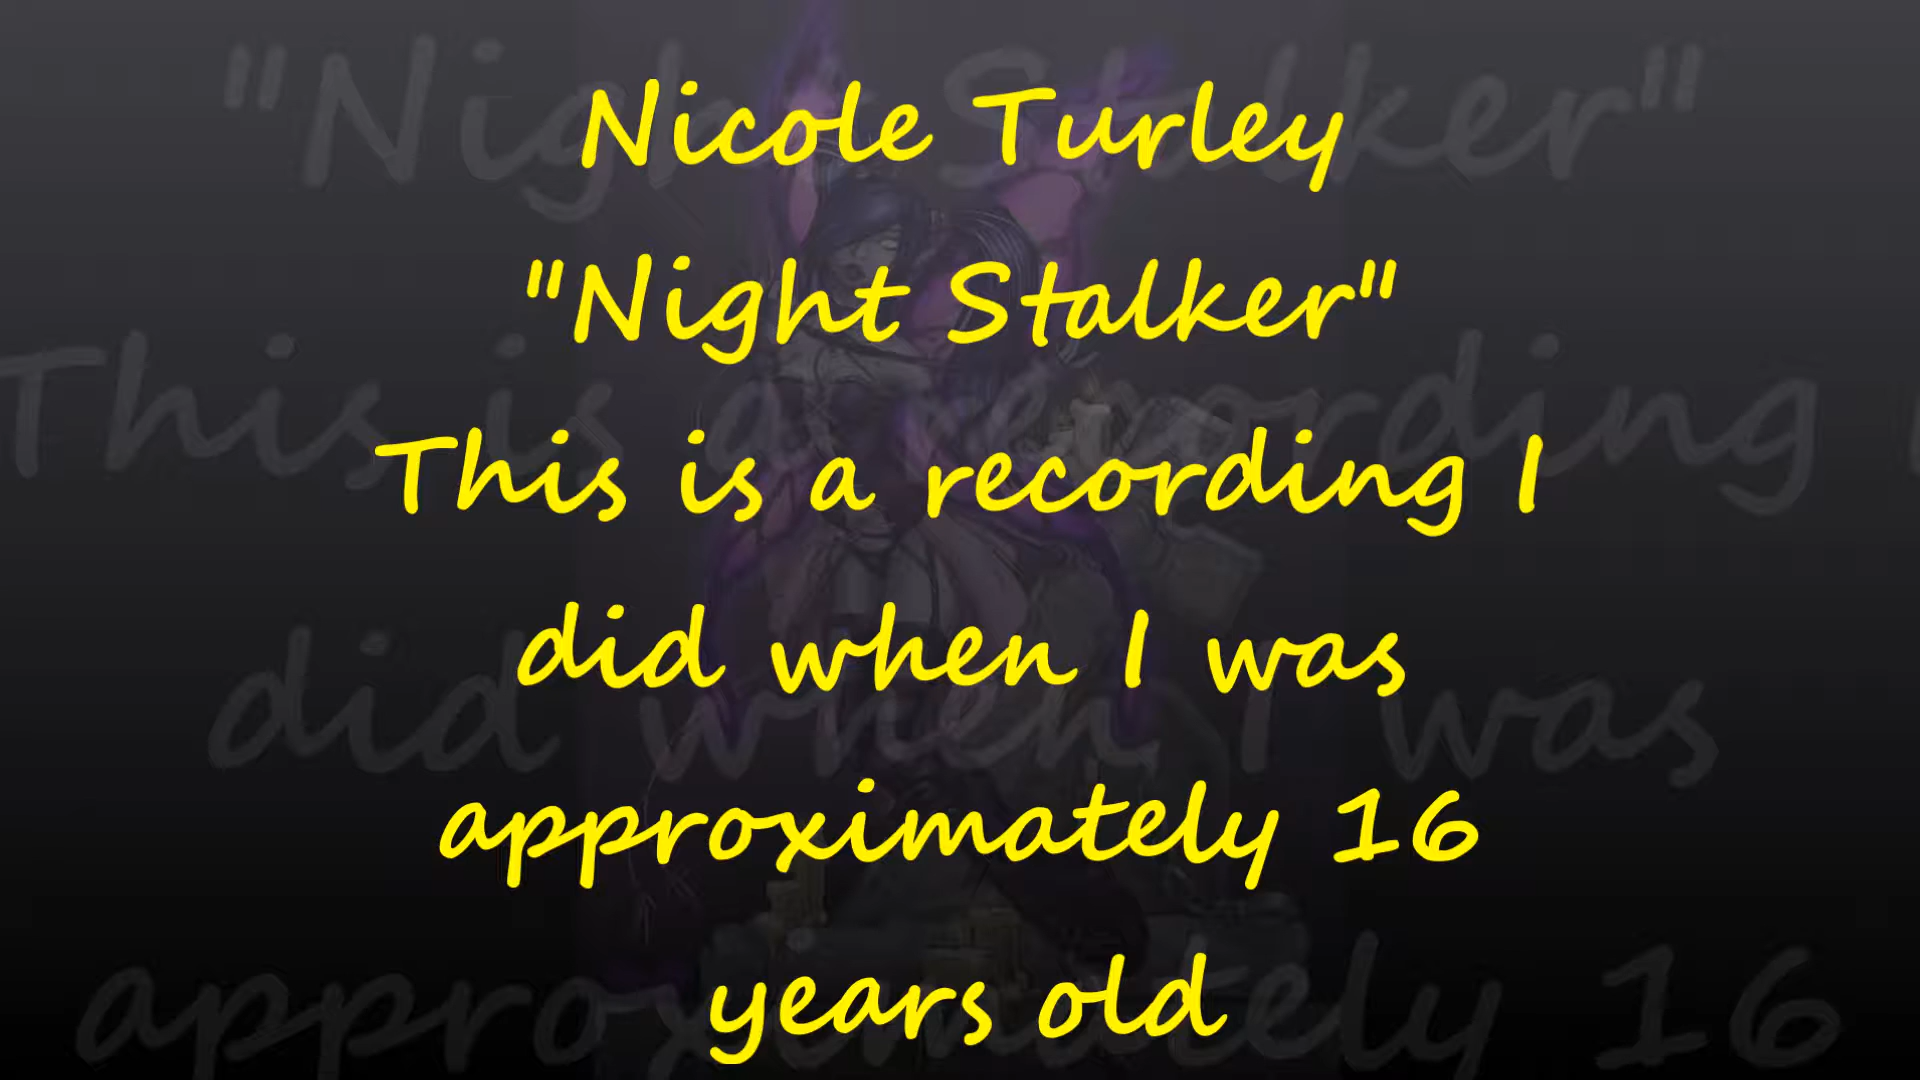 Nicole Turley
"Night Stalker"
This is a recording I
did when I was
approximately 16
years old